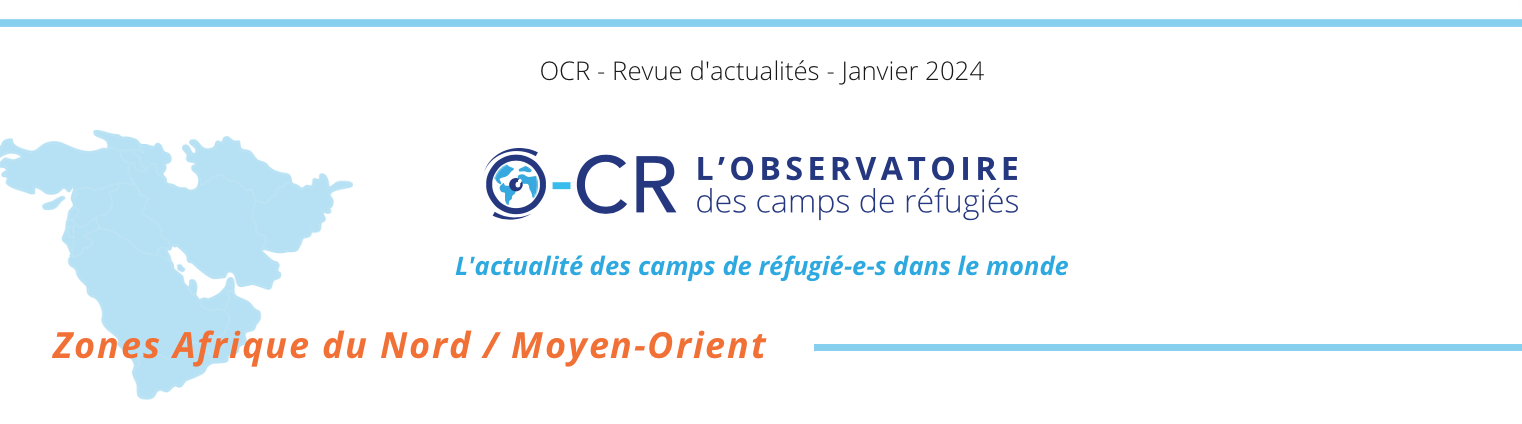 OCR - Revue d'actualités - Janvier 2024
O-CR L'OBSERVATOIRE
des camps de réfugiés
L'actualité des camps de réfugié-e-s dans le monde
Zones Afrique du Nord / Moyen-Orient